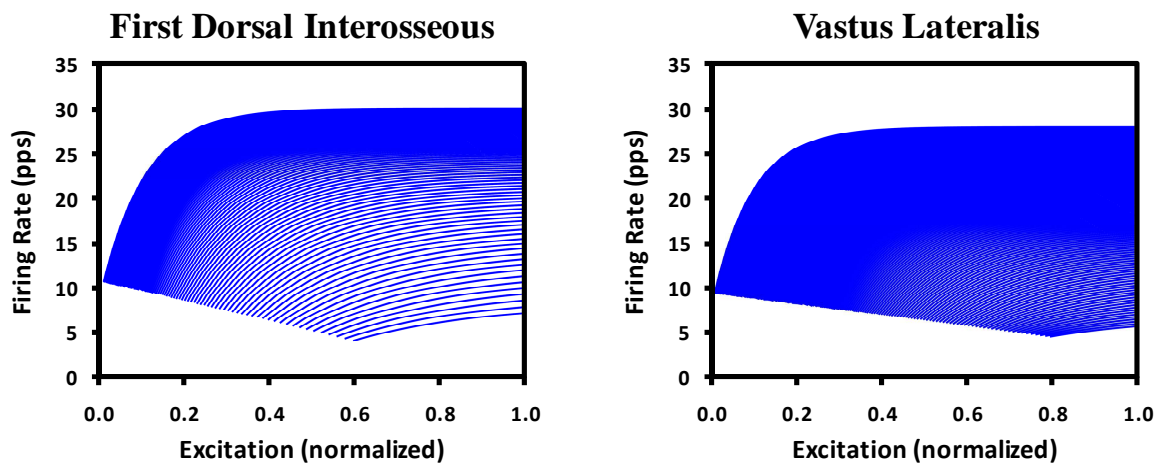 First Dorsal Interosseous
35
30
25
20
15
10
5
0
Firing Rate (pps)
0.0 0.2 0.4 0.6 0.8 1.0
Excitation (normalized)
Vastus Lateralis
35
30
25
20
15
10
5
0
Firing Rate (pps)
0.0 0.2 0.4 0.6 0.8 1.0
Excitation (normalized)